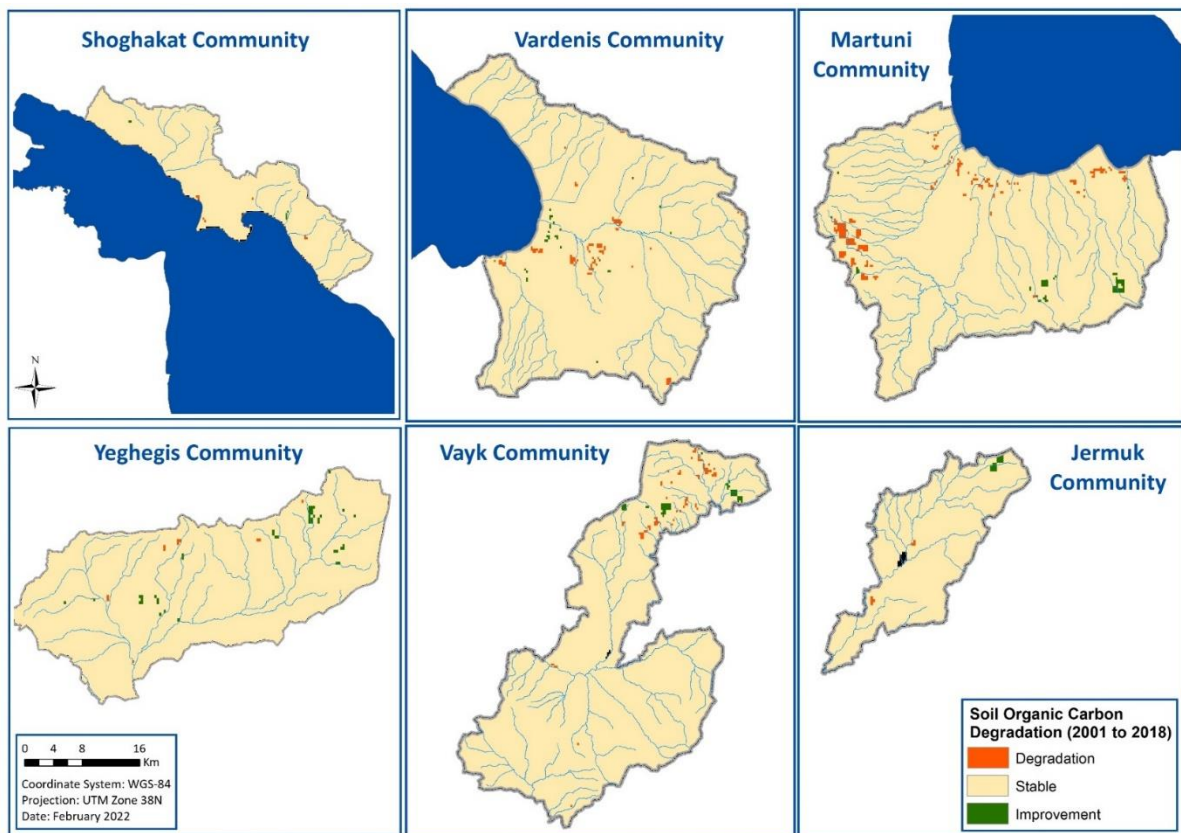 Shoghakat Community
Vardenis Community
Martuni
Community
N
Yeghegis Community
Vayk Community
Jermuk
Community
0 4 8 16
Km
Coordinate System: WGS-84
Projection: UTM Zone 38N
Date: February 2022
Soil Organic Carbon
Degradation (2001 to 2018)
Degradation
Stable
Improvement